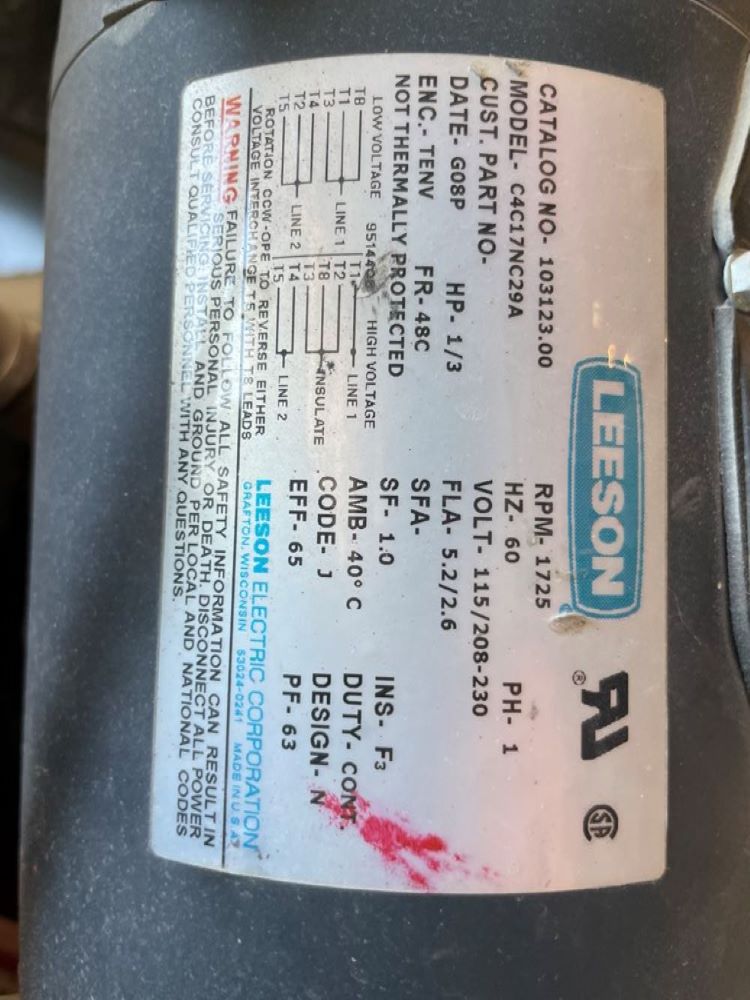 LEESON
®
SA
CATALOG NO- 103123.00 RPM- 1725
MODEL- C4C17NC29A HZ- 60 PH- 1
CUST. PART NO- VOLT- 115/208-230
DATE- G08P HP- 1/3 FLA- 5.2/2.6
ENC.- TENV FR- 48C SFA-
NOT THERMALLY PROTECTED SF- 1.0 INS- F3
AMB- 40° C DUTY- CONT.
CODE- J DESIGN- N
EFF- 65 PF- 63
LOW VOLTAGE HIGH VOLTAGE
T8 T1
T1 LINE 1 T2 LINE 1
T3 T8
T4 T3 INSULATE
T2 LINE 2 T4
T5 T5 LINE 2
ROTATION CCW-OPE TO REVERSE EITHER
VOLTAGE INTERCHANGE T5 WITH T8 LEADS
LEESON ELECTRIC CORPORATION
GRAFTON, WISCONSIN 53024-0241 MADE IN U.S.A.
WARNING FAILURE TO FOLLOW ALL SAFETY INFORMATION CAN RESULT IN
SERIOUS PERSONAL INJURY OR DEATH. DISCONNECT ALL POWER
BEFORE SERVICING. INSTALL AND GROUND PER LOCAL AND NATIONAL CODES
CONSULT QUALIFIED PERSONNEL WITH ANY QUESTIONS.